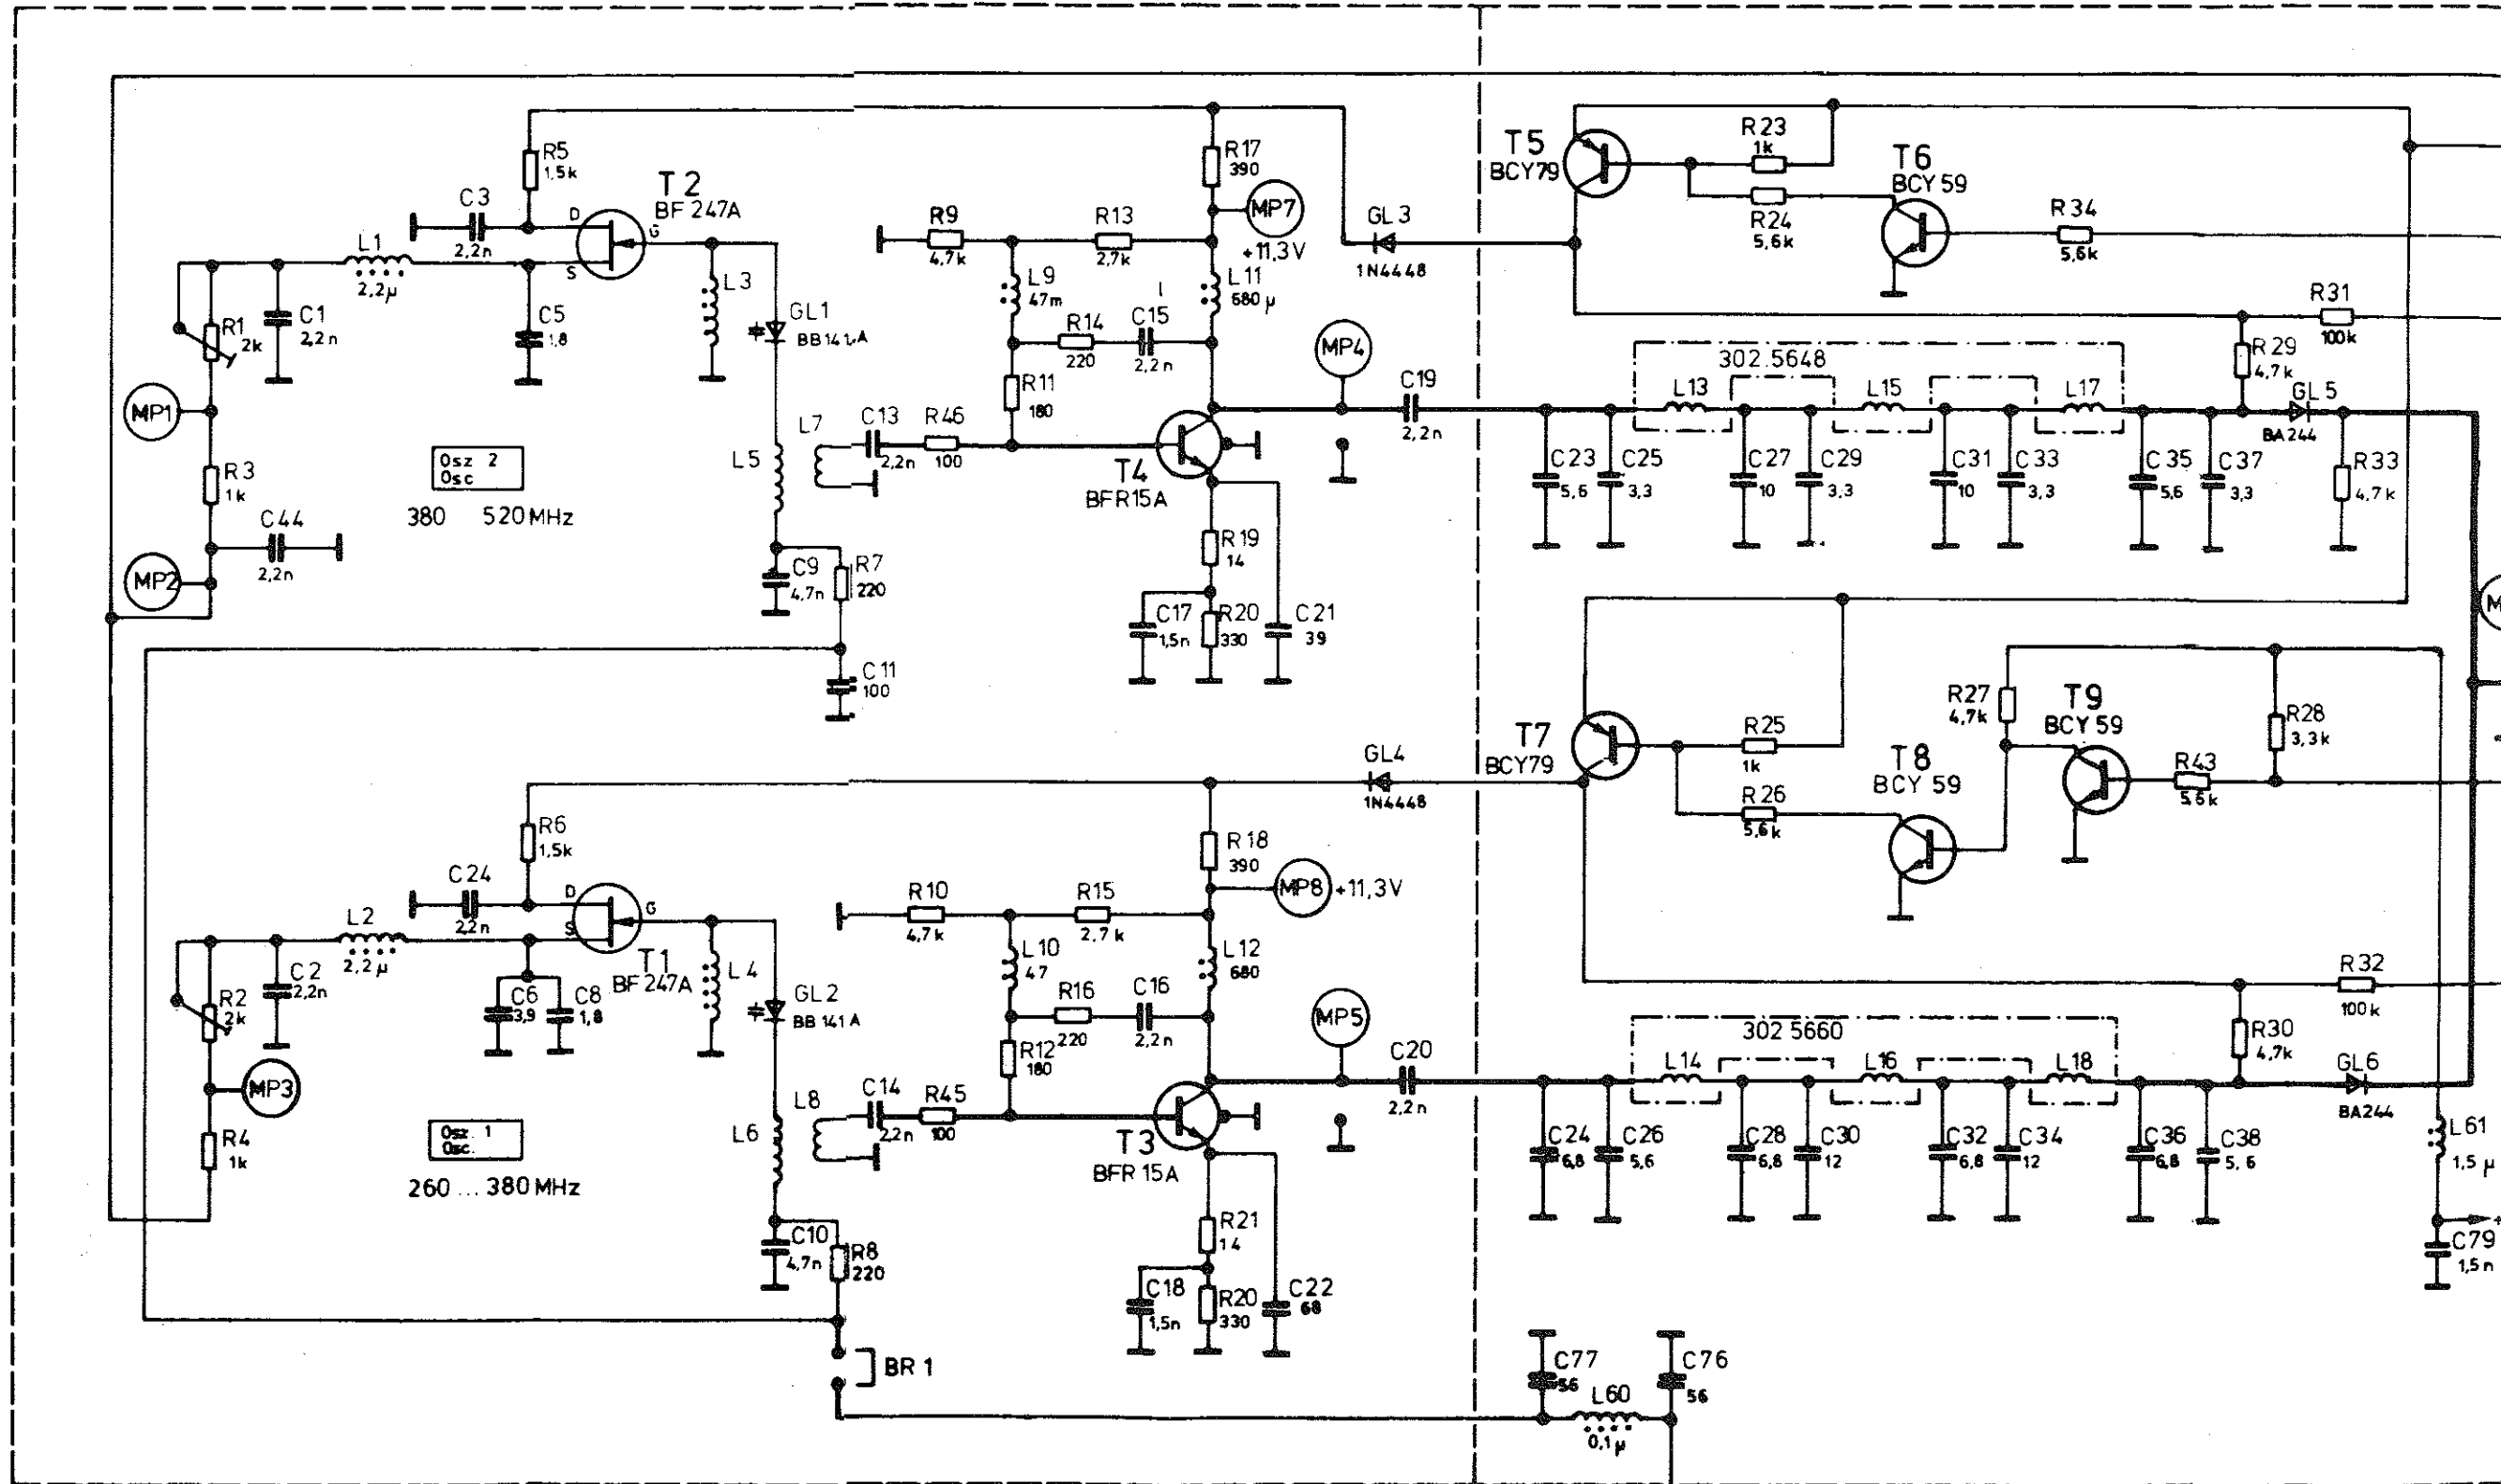 R5
1,5k
C3
2,2n
T2
BF 247A
D
G
S
L1
2,2µ
R1
2k
C1
2,2n
C5
1,8
L3
GL1
BB141A
MP1
R3
1k
Osz 2
Osc
380 520MHz
C44
2,2n
MP2
L5
L7
C13
2,2n
R46
100
C9
4,7n
R7
220
C11
100
R9
4,7k
R13
2,7k
R17
390
MP7
+11,3V
L9
47m
L11
680 µ
R14
220
C15
2,2n
R11
180
T4
BFR15A
MP4
C19
2,2n
R19
14
C17
1,5n
R20
330
C21
39
GL3
1N4448
T5
BCY79
R23
1k
R24
5,6k
T6
BCY 59
R34
5,6k
R31
100k
R29
4,7k
GL5
BA244
302.5648
L13
L15
L17
C23
5,6
C25
3,3
C27
10
C29
3,3
C31
10
C33
3,3
C35
5,6
C37
3,3
R33
4,7k
M
T7
BCY79
R25
1k
R26
5,6k
T8
BCY 59
R27
4,7k
T9
BCY 59
R28
3,3k
R43
5,6k
GL4
1N4448
R6
1,5k
C24
2,2n
D
G
S
T1
BF 247A
L2
2,2 µ
R2
2k
C2
2,2n
C6
3,9
C8
1,8
L4
GL2
BB 141 A
MP3
R4
1k
Osz. 1
Osc.
260 ... 380 MHz
L6
L8
C14
2,2n
R45
100
C10
4,7n
R8
220
BR 1
R10
4,7k
R15
2,7k
R18
390
MP8
+11,3V
L10
47
L12
680
R16
220
C16
2,2n
R12
180
T3
BFR 15A
MP5
C20
2,2n
R21
14
C18
1,5n
R20
330
C22
68
R32
100k
R30
4,7k
GL6
BA244
302 5660
L14
L16
L18
C24
6,8
C26
5,6
C28
6,8
C30
12
C32
6,8
C34
12
C36
6,8
C38
5,6
L61
1,5 µ
+
C79
1,5n
C77
56
L60
0,1µ
C76
56